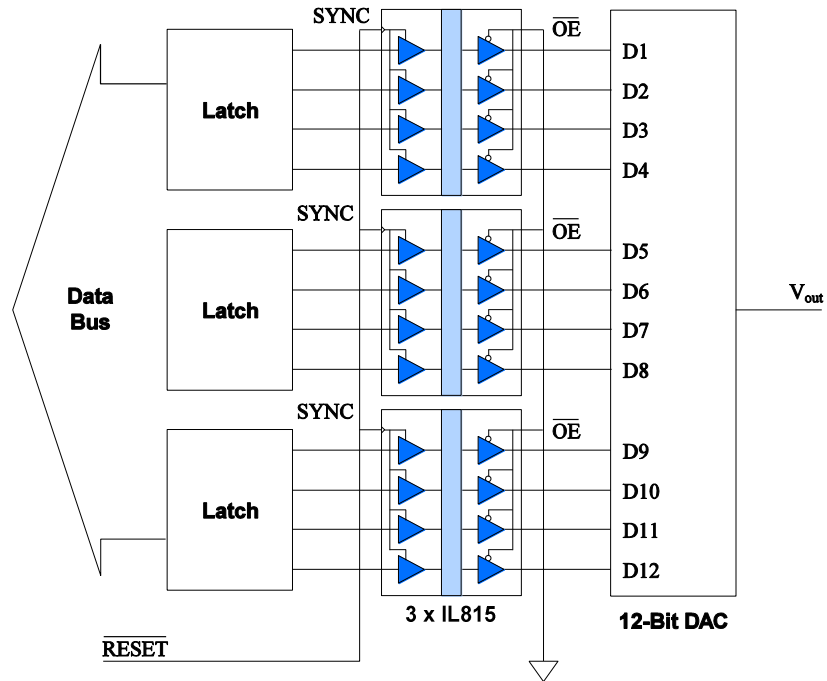 SYNC
OE
D1
D2
Latch
D3
D4
SYNC
OE
D5
D6
Data
Bus
Latch
D7
D8
Vout
SYNC
OE
D9
D10
Latch
D11
D12
3 x IL815
12-Bit DAC
RESET